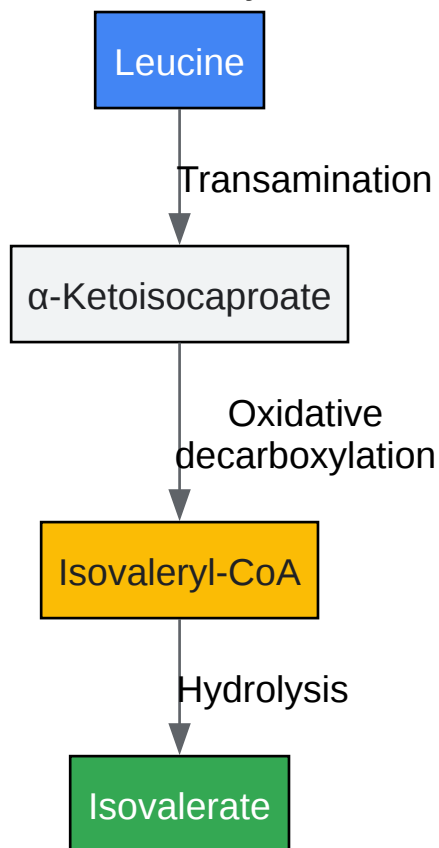 Leucine
Transamination
α-Ketoisocaproate
Oxidative
decarboxylation
Isovaleryl-CoA
Hydrolysis
Isovalerate